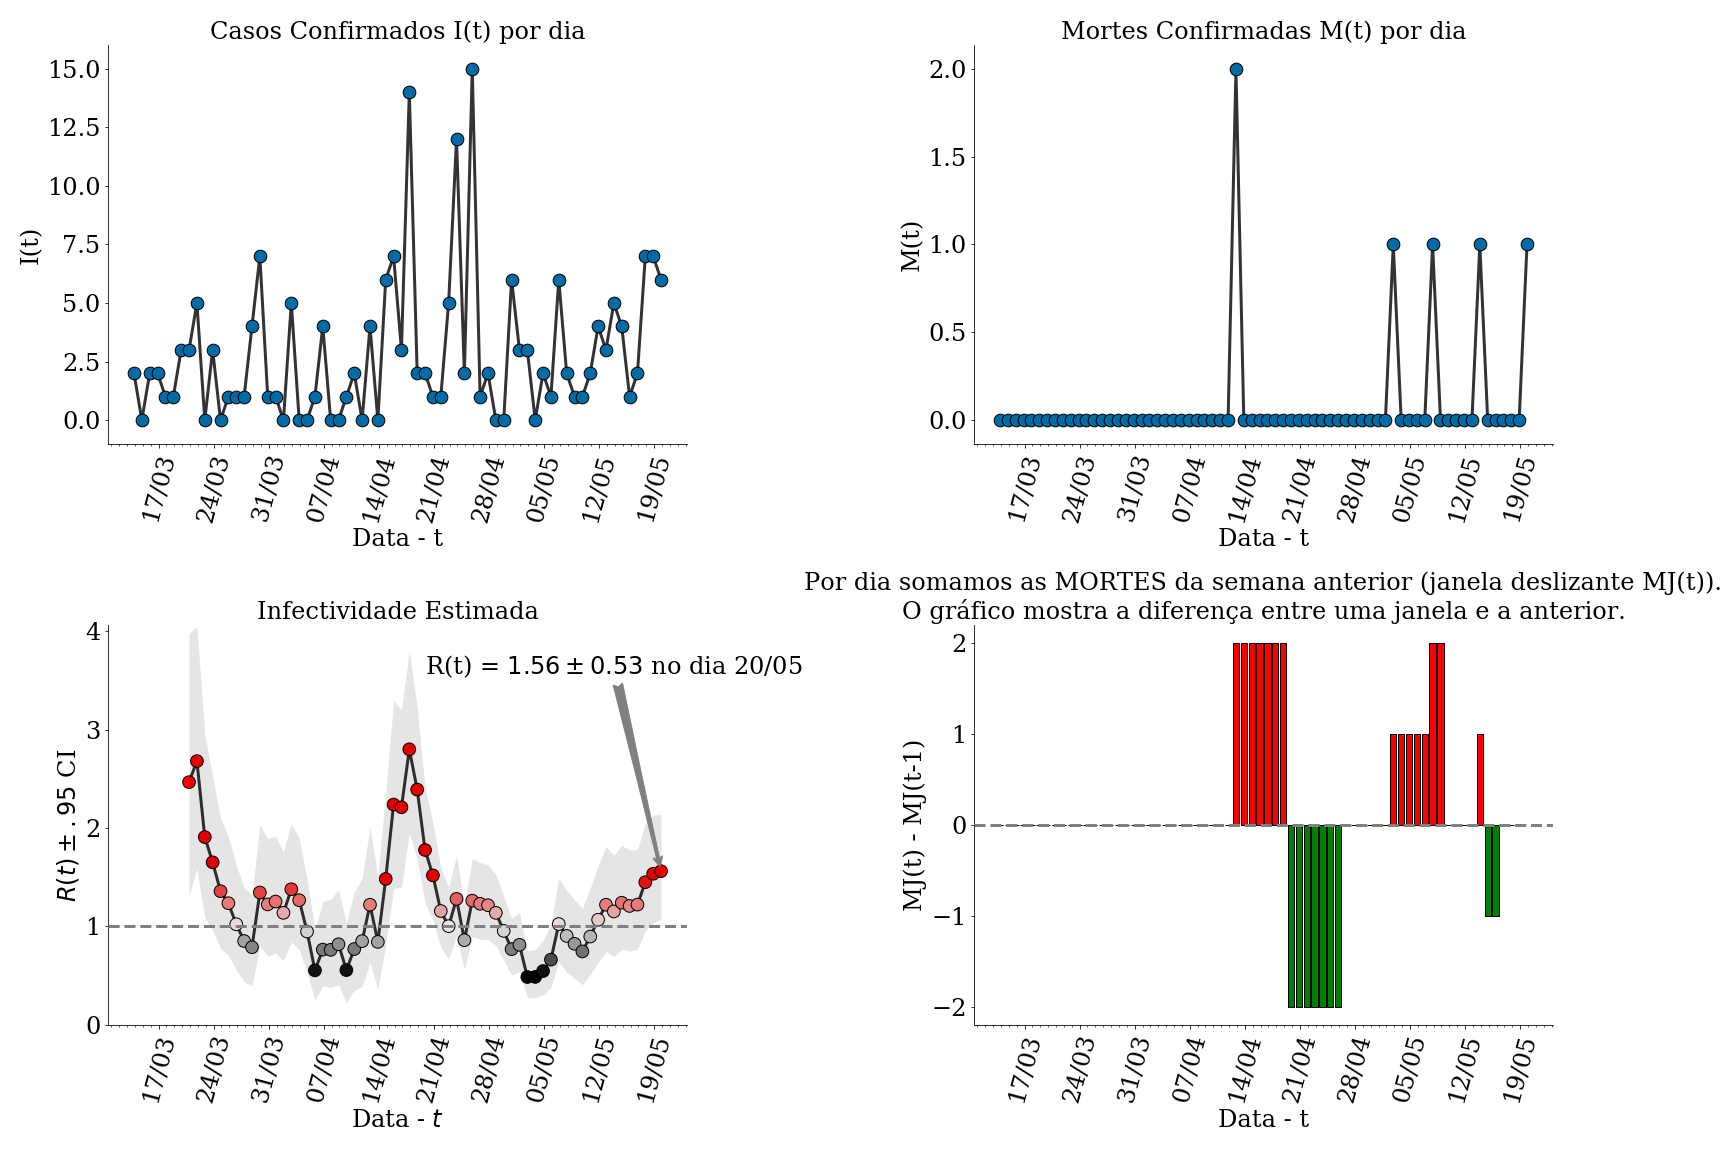 Casos Confirmados I(t) por dia
I(t)
15.0
12.5
10.0
7.5
5.0
2.5
0.0
17/03 24/03 31/03 07/04 14/04 21/04 28/04 05/05 12/05 19/05
Data - t
Mortes Confirmadas M(t) por dia
M(t)
2.0
1.5
1.0
0.5
0.0
17/03 24/03 31/03 07/04 14/04 21/04 28/04 05/05 12/05 19/05
Data - t
Infectividade Estimada
R(t) = 1.56 ± 0.53 no dia 20/05
R(t) ± .95 CI
4
3
2
1
0
17/03 24/03 31/03 07/04 14/04 21/04 28/04 05/05 12/05 19/05
Data - t
Por dia somamos as MORTES da semana anterior (janela deslizante MJ(t)).
O gráfico mostra a diferença entre uma janela e a anterior.
MJ(t) - MJ(t-1)
2
1
0
−1
−2
17/03 24/03 31/03 07/04 14/04 21/04 28/04 05/05 12/05 19/05
Data - t